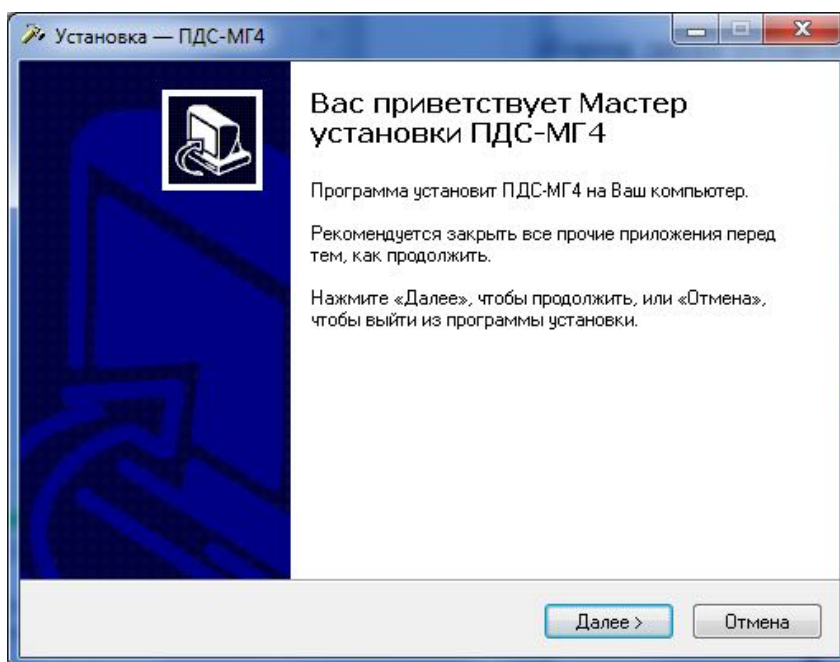 Установка — ПДС-МГ4
Вас приветствует Мастер
установки ПДС-МГ4
Программа установит ПДС-МГ4 на Ваш компьютер.
Рекомендуется закрыть все прочие приложения перед
тем, как продолжить.
Нажмите «Далее», чтобы продолжить, или «Отмена»,
чтобы выйти из программы установки.
Далее >
Отмена